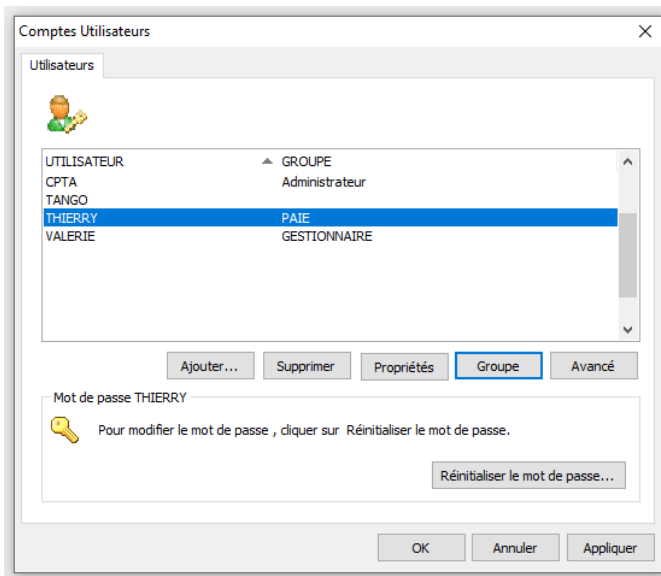 Comptes Utilisateurs
Utilisateurs
UTILISATEUR GROUPE
CPTA Administrateur
TANGO
THIERRY PAIE
VALERIE GESTIONNAIRE
Ajouter... Supprimer Propriétés Groupe Avancé
Mot de passe THIERRY
Pour modifier le mot de passe , cliquer sur Réinitialiser le mot de passe.
Réinitialiser le mot de passe...
OK Annuler Appliquer